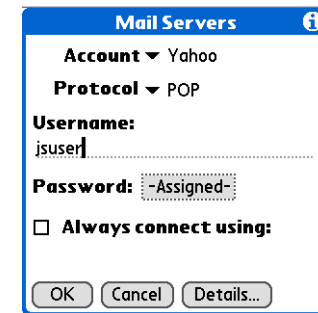 Mail Servers
Account Yahoo
Protocol POP
Username:
jsuser
Password: -Assigned-
Always connect using:
OK Cancel Details...